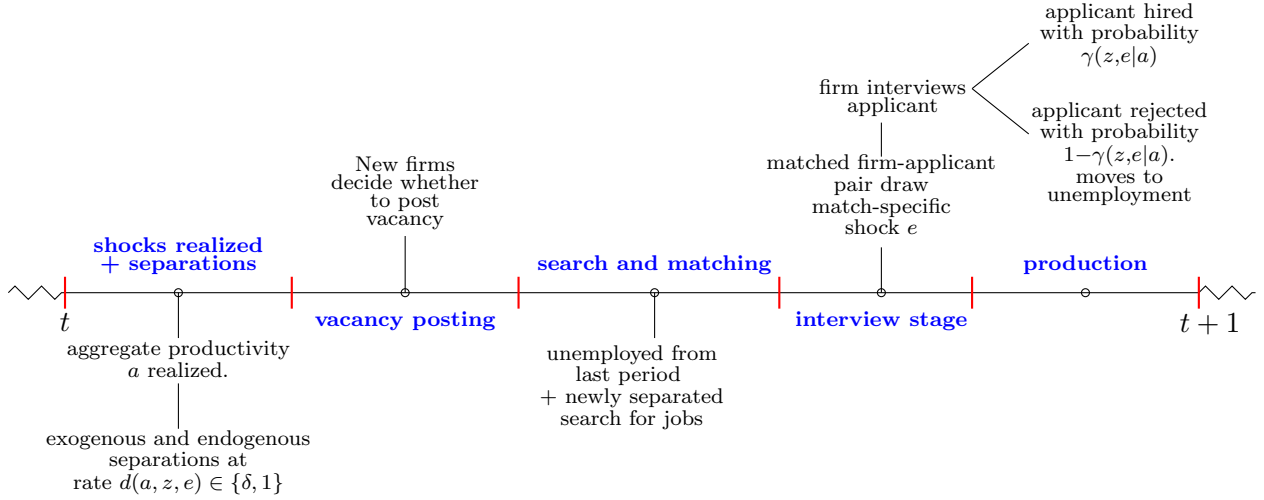 shocks realized
+ separations
t
aggregate productivity
a realized.
exogenous and endogenous
separations at
rate d(a, z, e) ∈ {δ, 1}
New firms
decide whether
to post
vacancy
vacancy posting
search and matching
unemployed from
last period
+ newly separated
search for jobs
firm interviews
applicant
matched firm-applicant
pair draw
match-specific
shock e
interview stage
applicant hired
with probability
γ(z,e|a)
applicant rejected
with probability
1−γ(z,e|a).
moves to
unemployment
production
t + 1